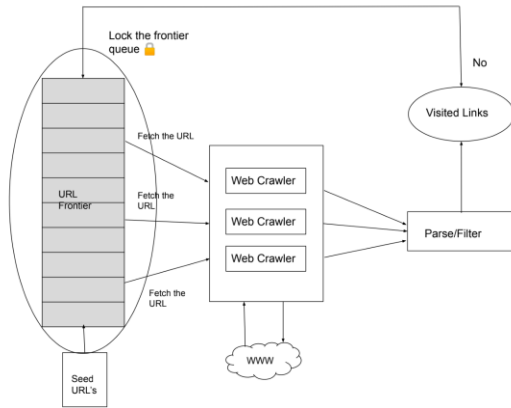 Lock the frontier
queue 🔒
No
Visited Links
Fetch the URL
Web Crawler
URL
Frontier
Fetch the
URL
Web Crawler
Web Crawler
Parse/Filter
Fetch the
URL
WWW
Seed
URL's